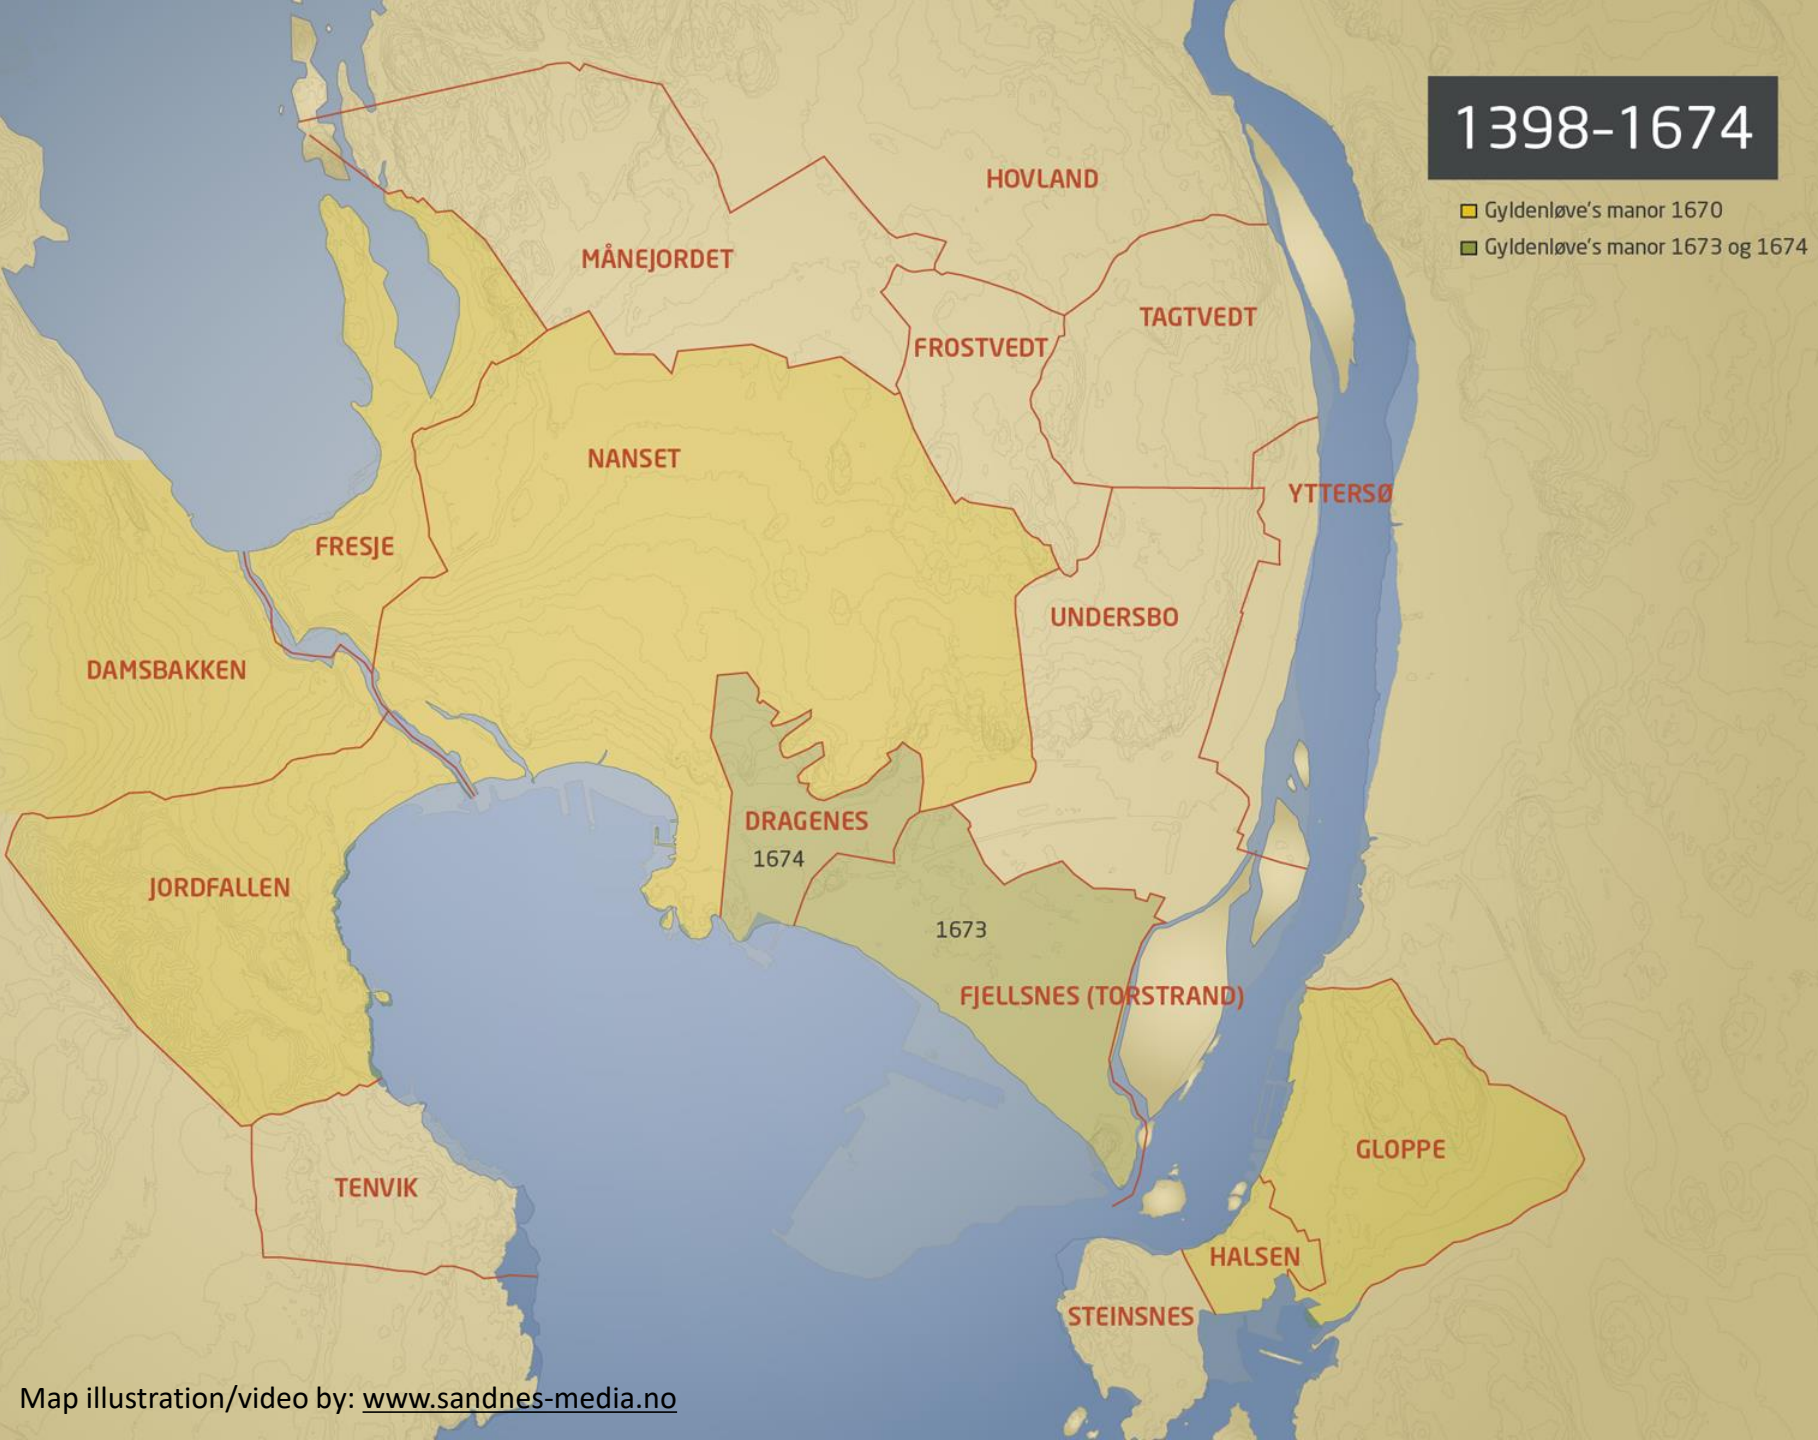 1398-1674
Gyldenløve's manor 1670
Gyldenløve's manor 1673 og 1674
HOVLAND
MÅNEJORDET
TAGTVEDT
FROSTVEDT
NANSET
YTTERSØ
FRESJE
UNDERSBO
DAMSBAKKEN
DRAGENES
1674
JORDFALLEN
1673
FJELLSNES (TORSTRAND)
GLOPPE
TENVIK
HALSEN
STEINSNES
Map illustration/video by: www.sandnes-media.no